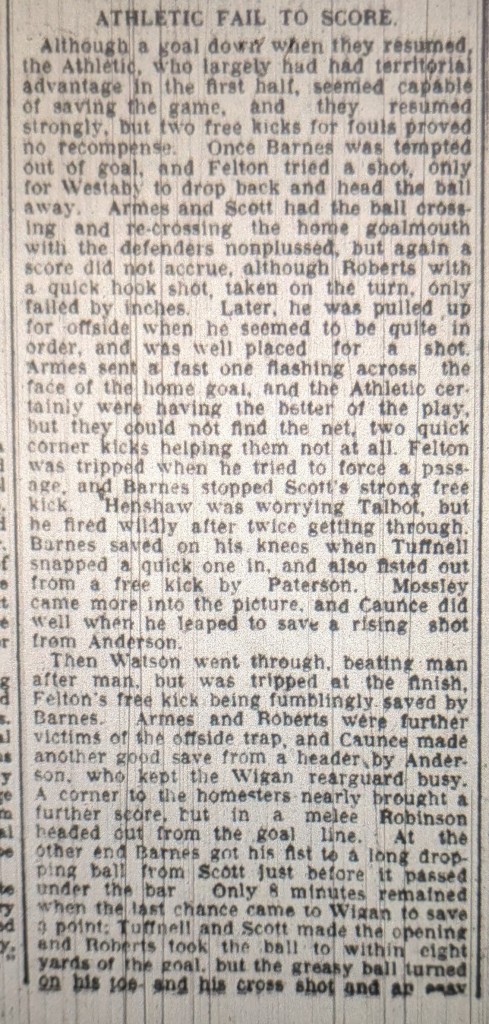 ATHLETIC FAIL TO SCORE.
Although a goal down when they resumed,
the Athletic, who largely had had territorial
advantage in the first half, seemed capable
of saving the game, and they resumed
strongly, but two free kicks for fouls proved
no recompense. Once Barnes was tempted
out of goal, and Felton tried a shot, only
for Westaby to drop back and head the ball
away. Armes and Scott had the ball cross-
ing and re-crossing the home goalmouth
with the defenders nonplussed, but again a
score did not accrue, although Roberts with
a quick hook shot, taken on the turn, only
failed by inches. Later, he was pulled up
for offside when he seemed to be quite in
order, and was well placed for a shot.
Armes sent a fast one flashing across the
face of the home goal, and the Athletic cer-
tainly were having the better of the play,
but they could not find the net, two quick
corner kicks helping them not at all. Felton
was tripped when he tried to force a pass-
age, and Barnes stopped Scott's strong free
kick. Henshaw was worrying Talbot, but
he fired wildly after twice getting through.
Barnes saved on his knees when Tuffnell
snapped a quick one in, and also fisted out
from a free kick by Paterson. Mossley
came more into the picture, and Caunce did
well when he leaped to save a rising shot
from Anderson.
Then Watson went through, beating man
after man, but was tripped at the finish,
Felton's free kick being fumblingly saved by
Barnes. Armes and Roberts were further
victims of the offside trap, and Caunce made
another good save from a header by Ander-
son, who kept the Wigan rearguard busy.
A corner to the homesters nearly brought a
further score, but in a melee Robinson
headed out from the goal line. At the
other end Barnes got his fist to a long drop-
ping ball from Scott just before it passed
under the bar Only 8 minutes remained
when the last chance came to Wigan to save
a point; Tuffnell and Scott made the opening
and Roberts took the ball to within eight
yards of the goal, but the greasy ball turned
on his toe and his cross shot and an easy